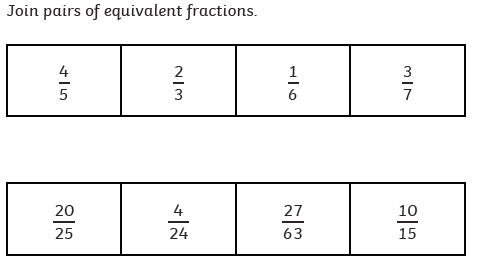 Join pairs of equivalent fractions.
4/5 2/3 1/6 3/7
20/25 4/24 27/63 10/15